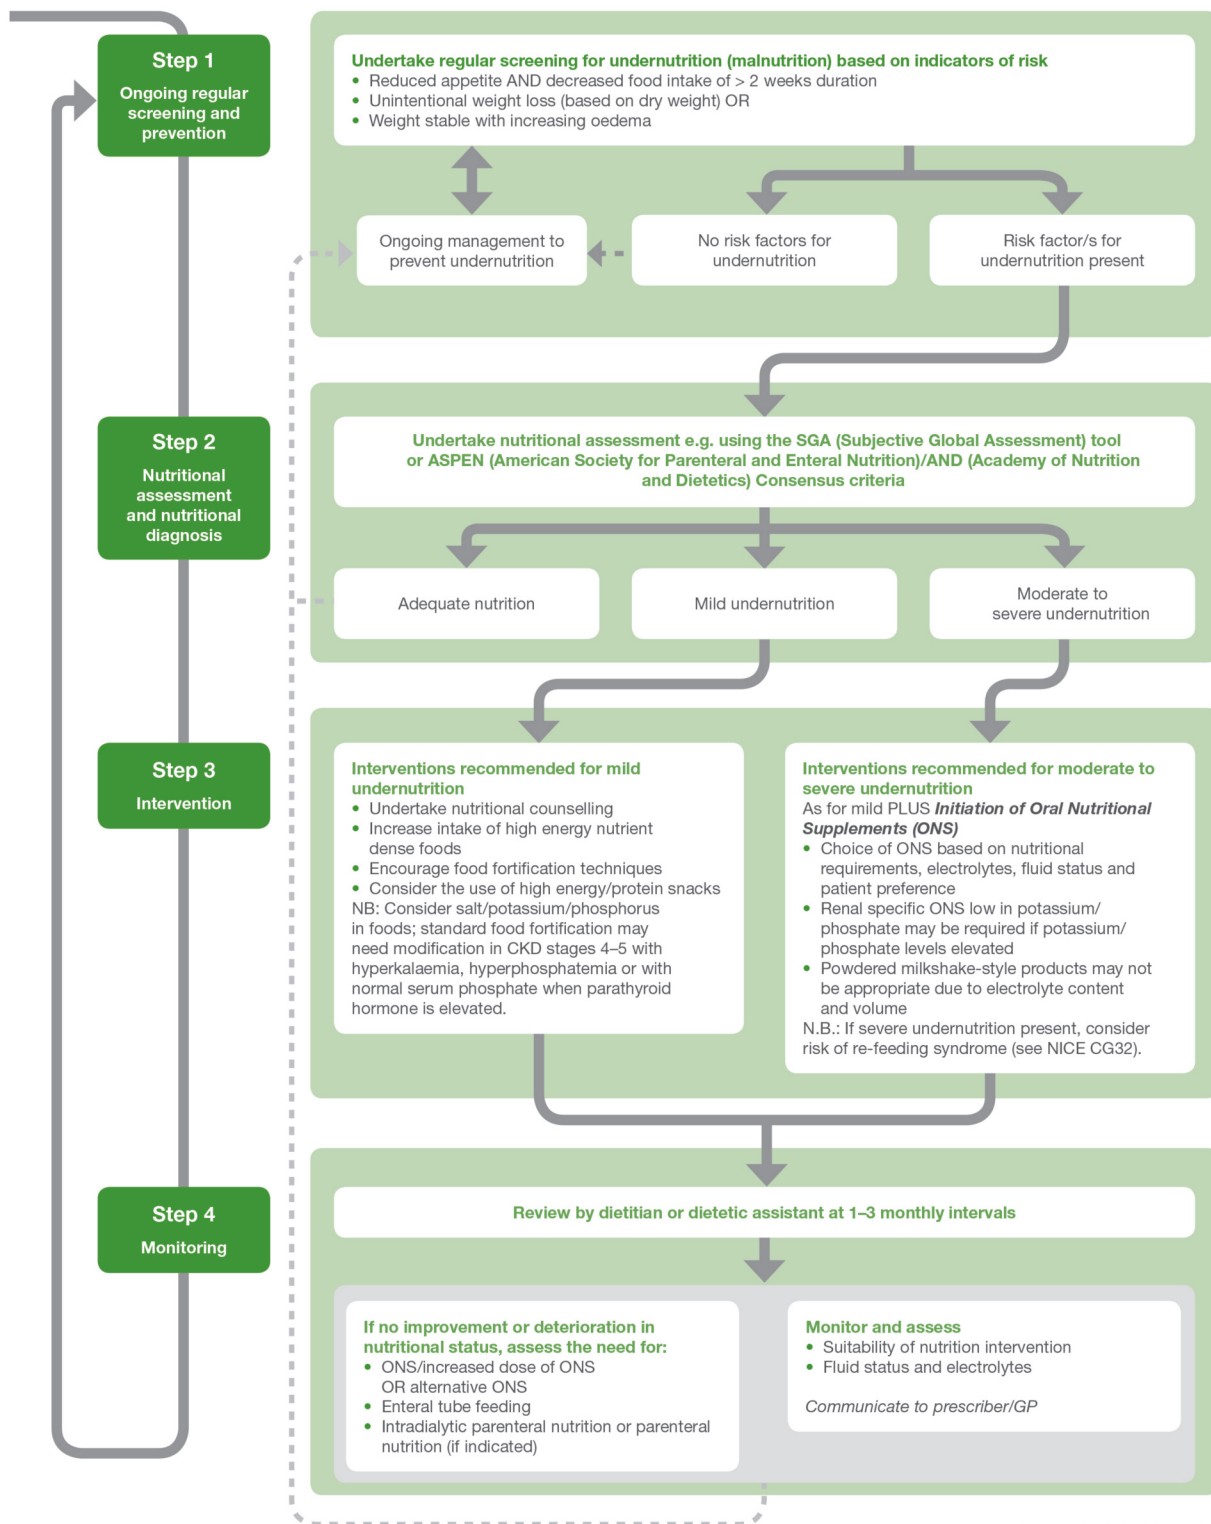 Step 1
Ongoing regular
screening and
prevention
Undertake regular screening for undernutrition (malnutrition) based on indicators of risk
• Reduced appetite AND decreased food intake of > 2 weeks duration
• Unintentional weight loss (based on dry weight) OR
• Weight stable with increasing oedema
Ongoing management to
prevent undernutrition
No risk factors for
undernutrition
Risk factor/s for
undernutrition present
Step 2
Nutritional
assessment
and nutritional
diagnosis
Undertake nutritional assessment e.g. using the SGA (Subjective Global Assessment) tool
or ASPEN (American Society for Parenteral and Enteral Nutrition)/AND (Academy of Nutrition
and Dietetics) Consensus criteria
Adequate nutrition
Mild undernutrition
Moderate to
severe undernutrition
Step 3
Intervention
Interventions recommended for mild
undernutrition
• Undertake nutritional counselling
• Increase intake of high energy nutrient
dense foods
• Encourage food fortification techniques
• Consider the use of high energy/protein snacks
NB: Consider salt/potassium/phosphorus
in foods; standard food fortification may
need modification in CKD stages 4–5 with
hyperkalaemia, hyperphosphatemia or with
normal serum phosphate when parathyroid
hormone is elevated.
Interventions recommended for moderate to
severe undernutrition
As for mild PLUS Initiation of Oral Nutritional
Supplements (ONS)
• Choice of ONS based on nutritional
requirements, electrolytes, fluid status and
patient preference
• Renal specific ONS low in potassium/
phosphate may be required if potassium/
phosphate levels elevated
• Powdered milkshake-style products may not
be appropriate due to electrolyte content
and volume
N.B.: If severe undernutrition present, consider
risk of re-feeding syndrome (see NICE CG32).
Step 4
Monitoring
Review by dietitian or dietetic assistant at 1–3 monthly intervals
If no improvement or deterioration in
nutritional status, assess the need for:
• ONS/increased dose of ONS
OR alternative ONS
• Enteral tube feeding
• Intradialytic parenteral nutrition or parenteral
nutrition (if indicated)
Monitor and assess
• Suitability of nutrition intervention
• Fluid status and electrolytes
Communicate to prescriber/GP